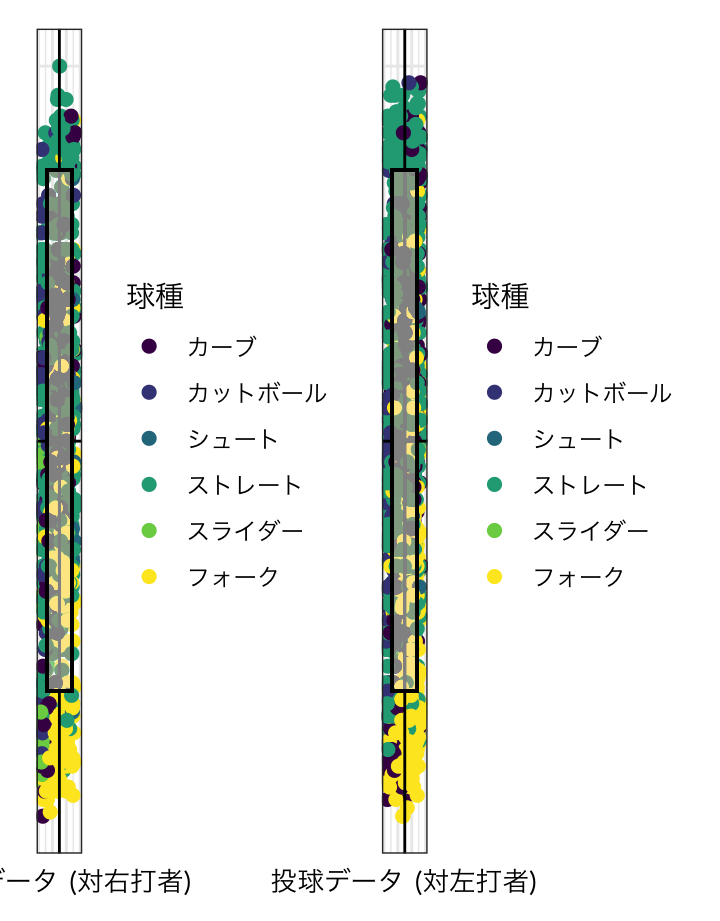 球種
カーブ
カットボール
シュート
ストレート
スライダー
フォーク
球種
カーブ
カットボール
シュート
ストレート
スライダー
フォーク
データ (対右打者)
投球データ (対左打者)